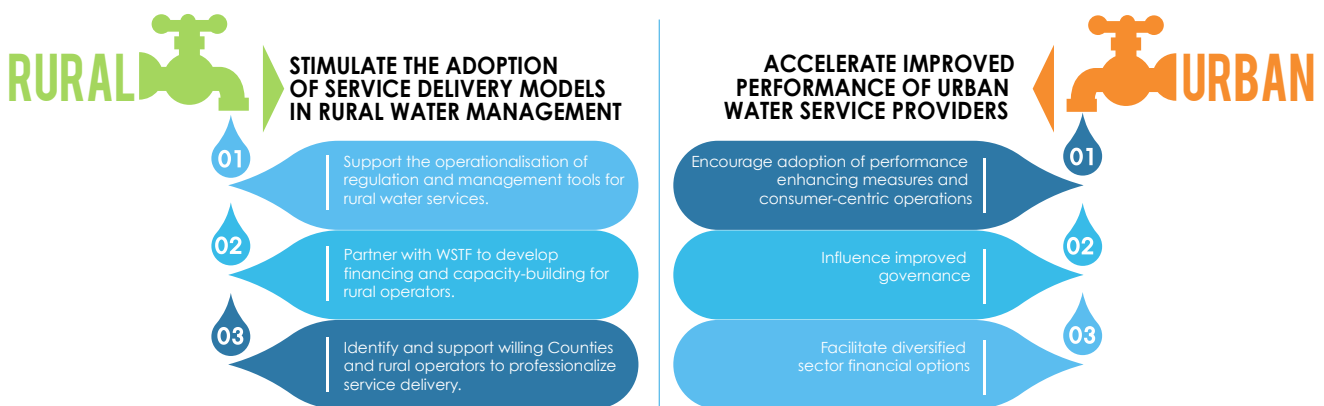 RURAL
STIMULATE THE ADOPTION
OF SERVICE DELIVERY MODELS
IN RURAL WATER MANAGEMENT
01
Support the operationalisation of
regulation and management tools for
rural water services.
02
Partner with WSTF to develop
financing and capacity-building for
rural operators.
03
Identify and support willing Counties
and rural operators to professionalize
service delivery.
ACCELERATE IMPROVED
PERFORMANCE OF URBAN
WATER SERVICE PROVIDERS
URBAN
01
Encourage adoption of performance
enhancing measures and
consumer-centric operations
02
Influence improved
governance
03
Facilitate diversified
sector financial options